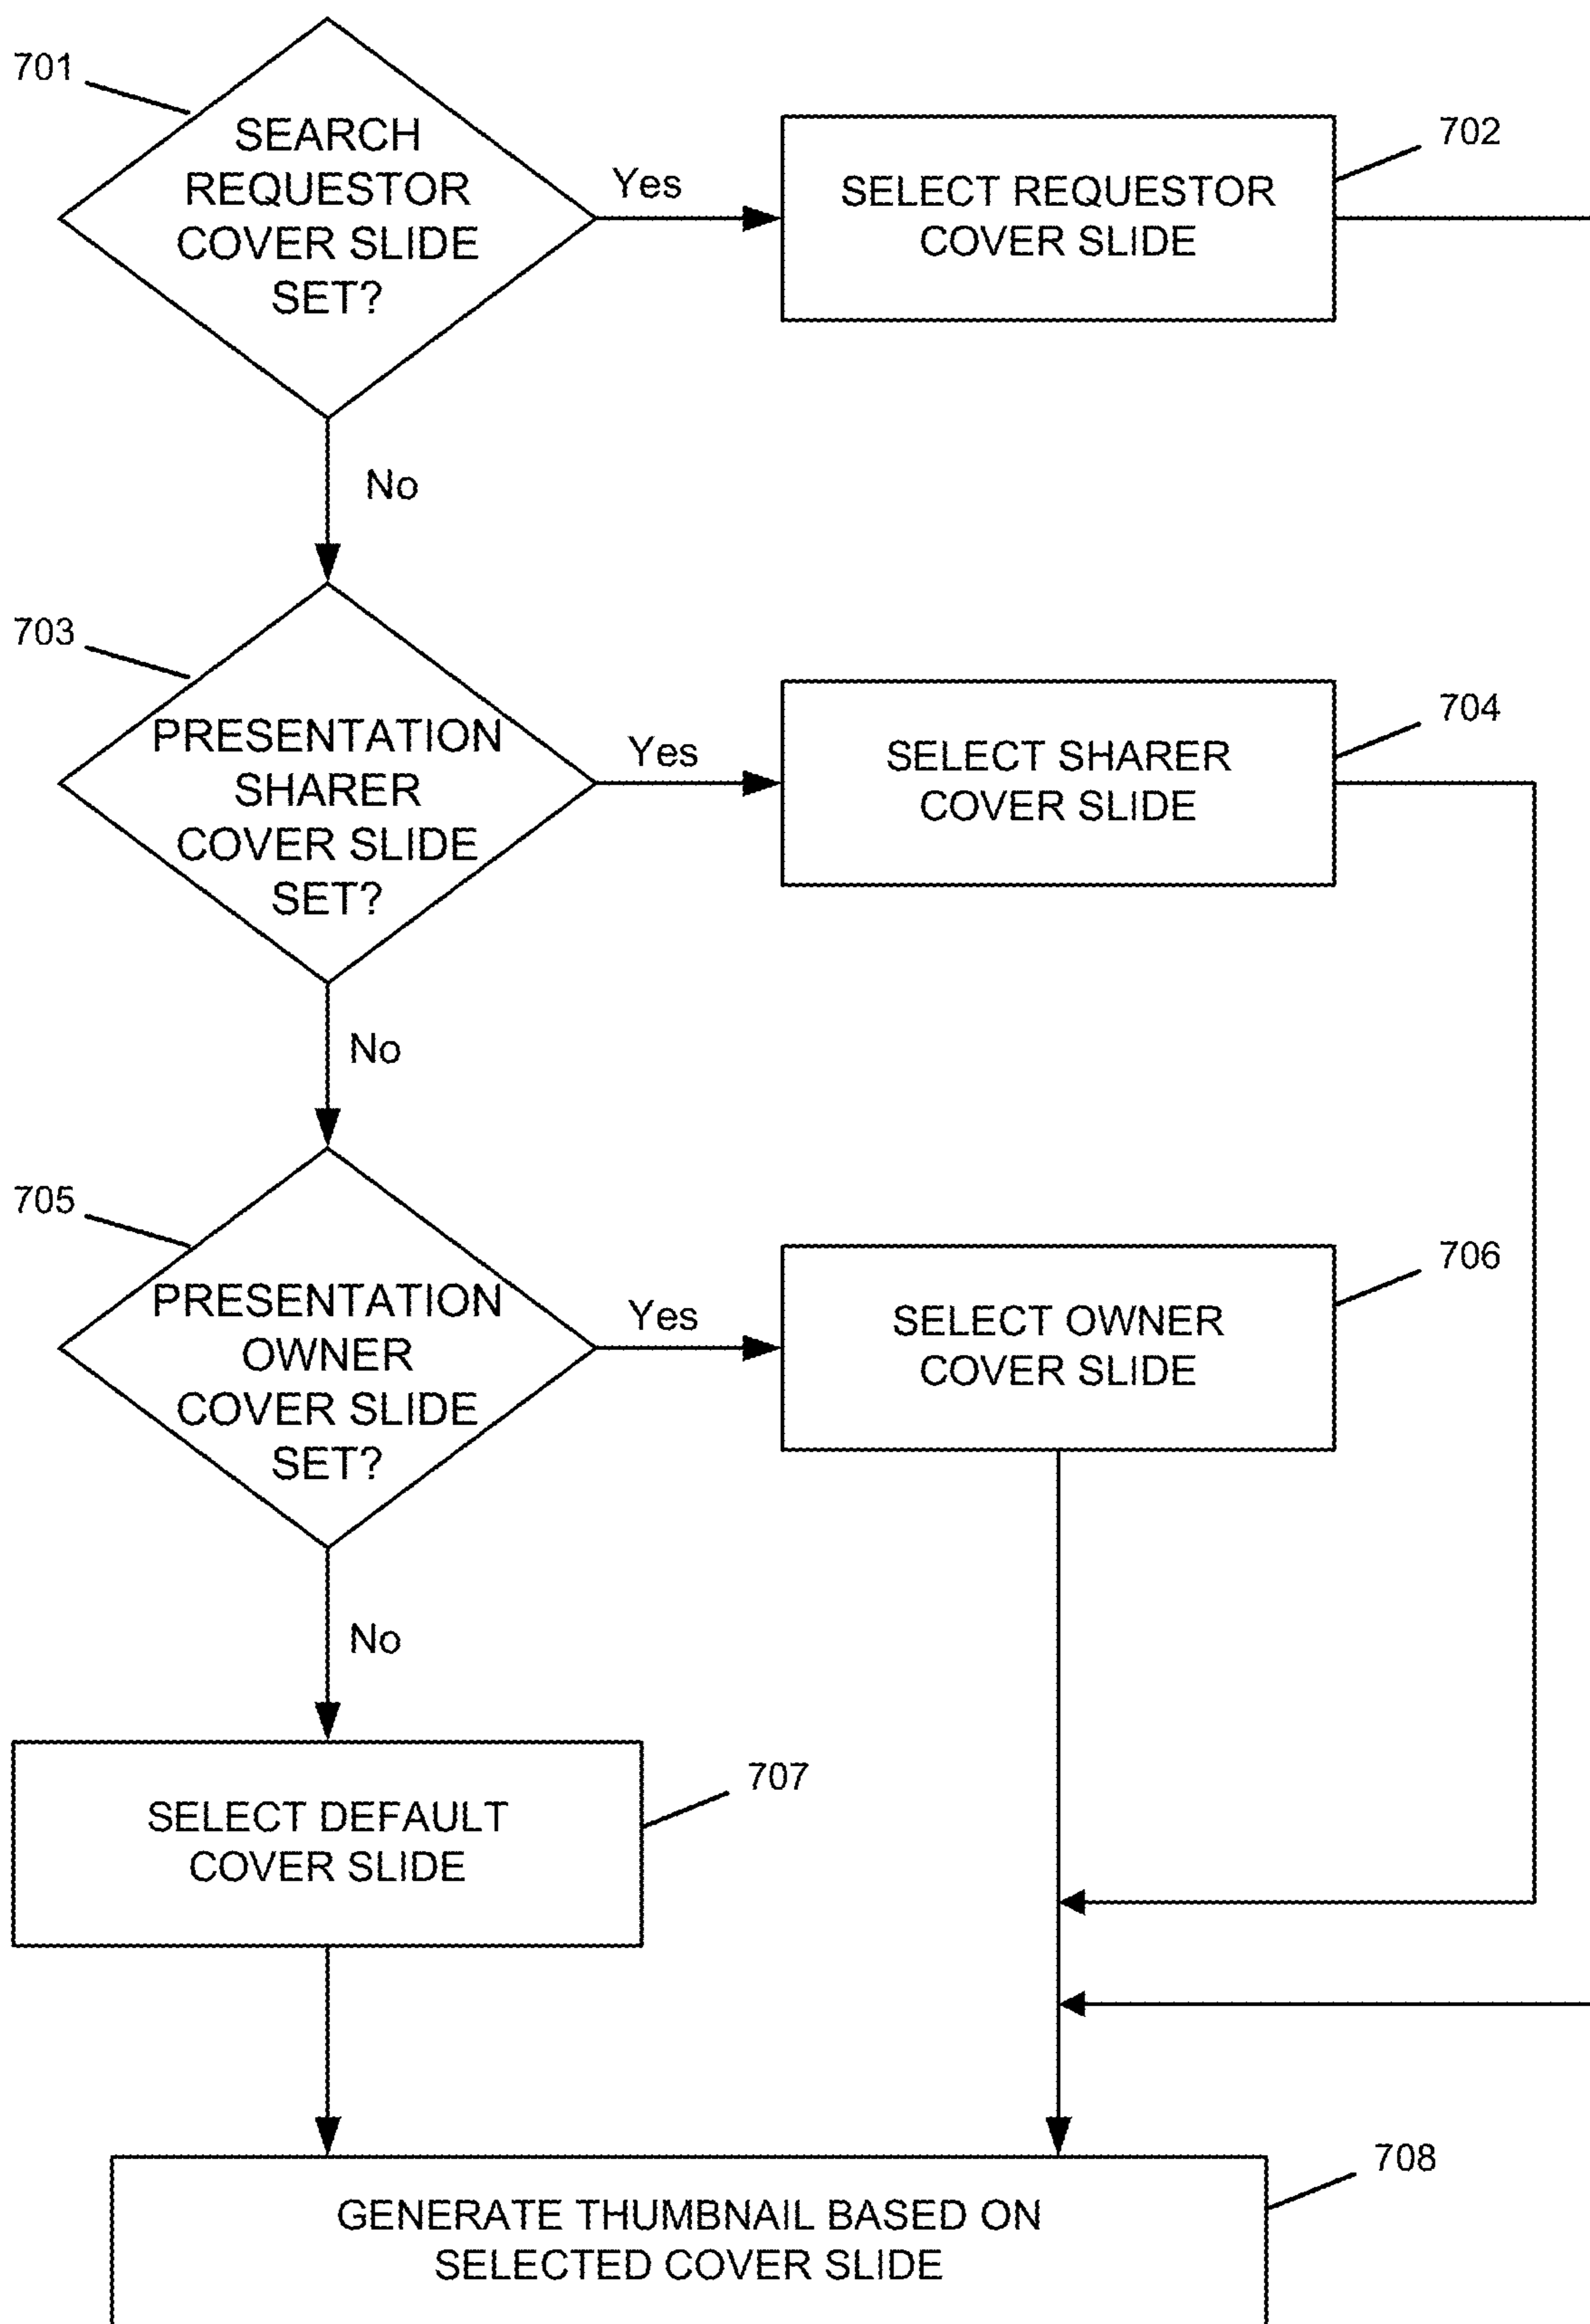 701
SEARCH
REQUESTOR
COVER SLIDE
SET?
Yes
702
SELECT REQUESTOR
COVER SLIDE
No
703
PRESENTATION
SHARER
COVER SLIDE
SET?
Yes
704
SELECT SHARER
COVER SLIDE
No
705
PRESENTATION
OWNER
COVER SLIDE
SET?
Yes
706
SELECT OWNER
COVER SLIDE
No
707
SELECT DEFAULT
COVER SLIDE
708
GENERATE THUMBNAIL BASED ON
SELECTED COVER SLIDE